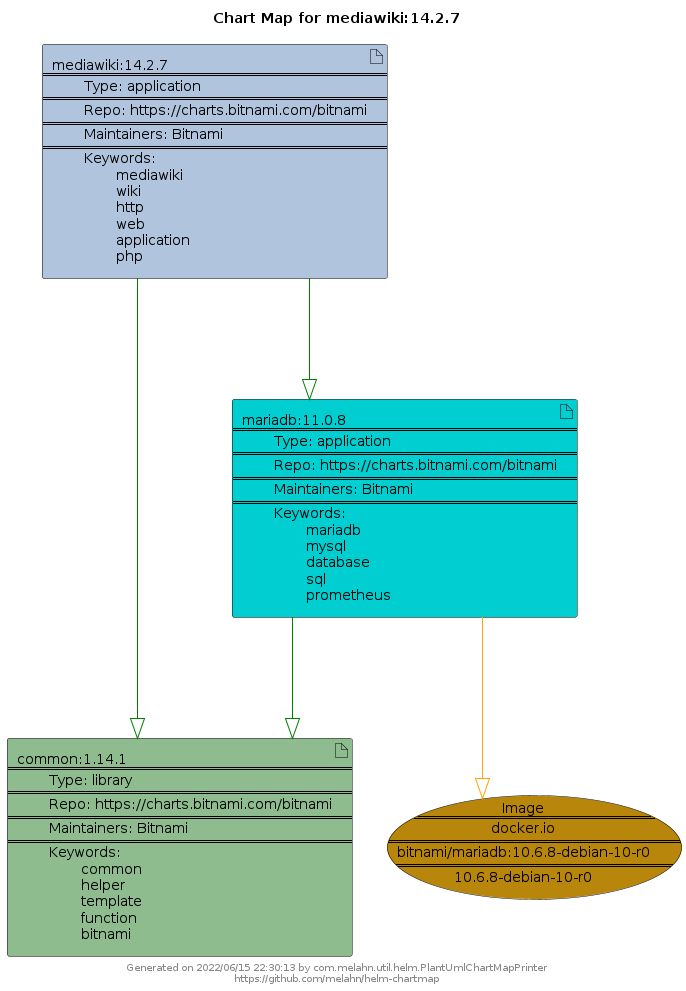 Chart Map for mediawiki:14.2.7
mediawiki:14.2.7
Type: application
Repo: https://charts.bitnami.com/bitnami
Maintainers: Bitnami
Keywords:
mediawiki
wiki
http
web
application
php
mariadb:11.0.8
Type: application
Repo: https://charts.bitnami.com/bitnami
Maintainers: Bitnami
Keywords:
mariadb
mysql
database
sql
prometheus
common:1.14.1
Type: library
Repo: https://charts.bitnami.com/bitnami
Maintainers: Bitnami
Keywords:
common
helper
template
function
bitnami
Image
docker.io
bitnami/mariadb:10.6.8-debian-10-r0
10.6.8-debian-10-r0
Generated on 2022/06/15 22:30:13 by com.melahn.util.helm.PlantUmlChartMapPrinter
https://github.com/melahn/helm-chartmap